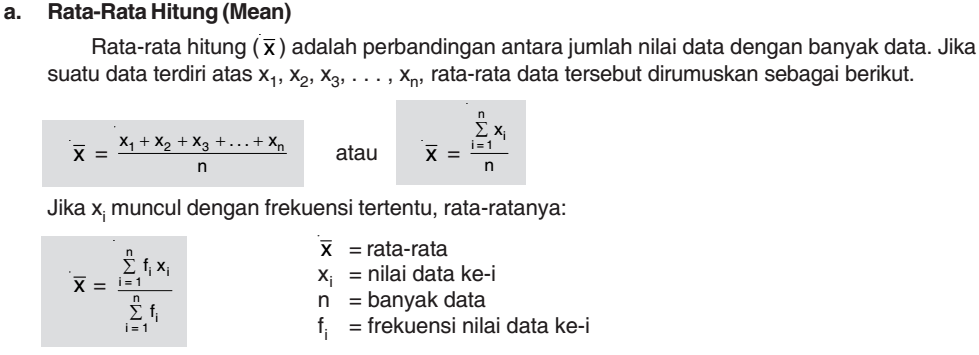 a. Rata-Rata Hitung (Mean)
Rata-rata hitung (x̅) adalah perbandingan antara jumlah nilai data dengan banyak data. Jika
suatu data terdiri atas x₁, x₂, x₃, . . . , xₙ, rata-rata data tersebut dirumuskan sebagai berikut.
x̅ = (x₁ + x₂ + x₃ + . . . + xₙ) / n atau x̅ = (∑ⁿᵢ₌₁ xᵢ) / n
Jika xᵢ muncul dengan frekuensi tertentu, rata-ratanya:
x̅ = (∑ⁿᵢ₌₁ fᵢ xᵢ) / (∑ⁿᵢ₌₁ fᵢ)
x̅ = rata-rata
xᵢ = nilai data ke-i
n = banyak data
fᵢ = frekuensi nilai data ke-i